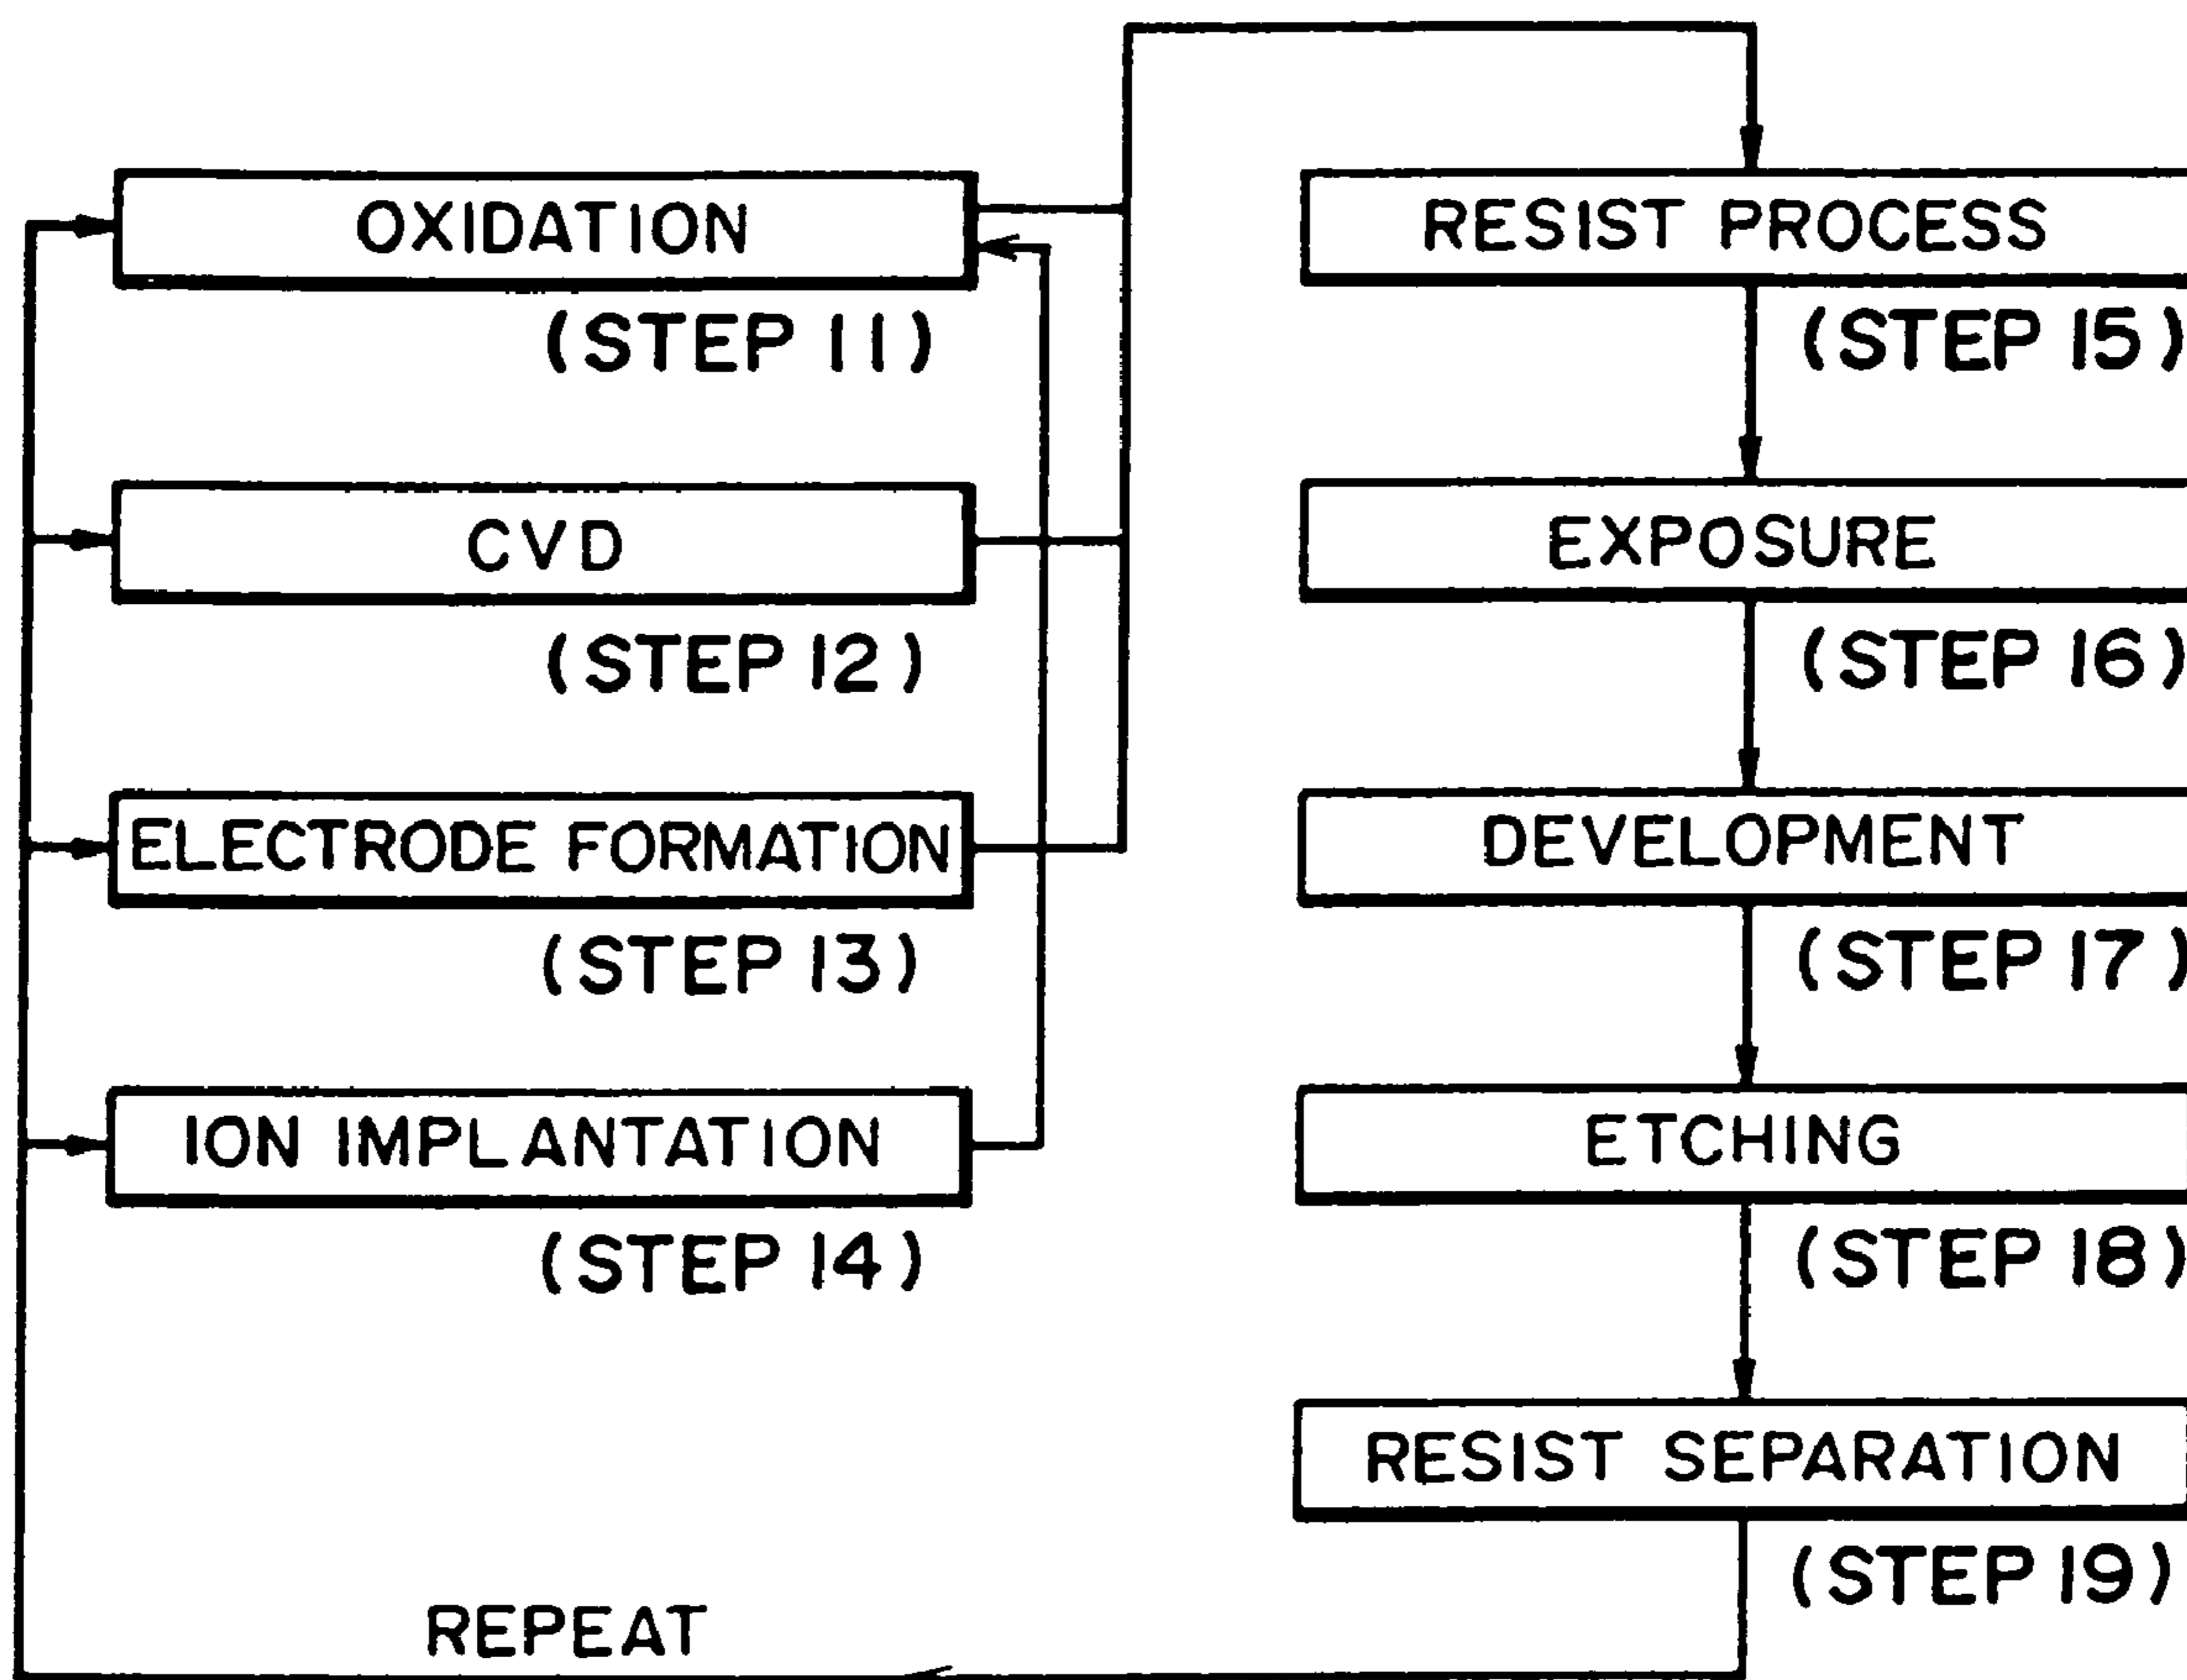 OXIDATION
(STEP 11)
CVD
(STEP 12)
ELECTRODE FORMATION
(STEP 13)
ION IMPLANTATION
(STEP 14)
RESIST PROCESS
(STEP 15)
EXPOSURE
(STEP 16)
DEVELOPMENT
(STEP 17)
ETCHING
(STEP 18)
RESIST SEPARATION
(STEP 19)
REPEAT